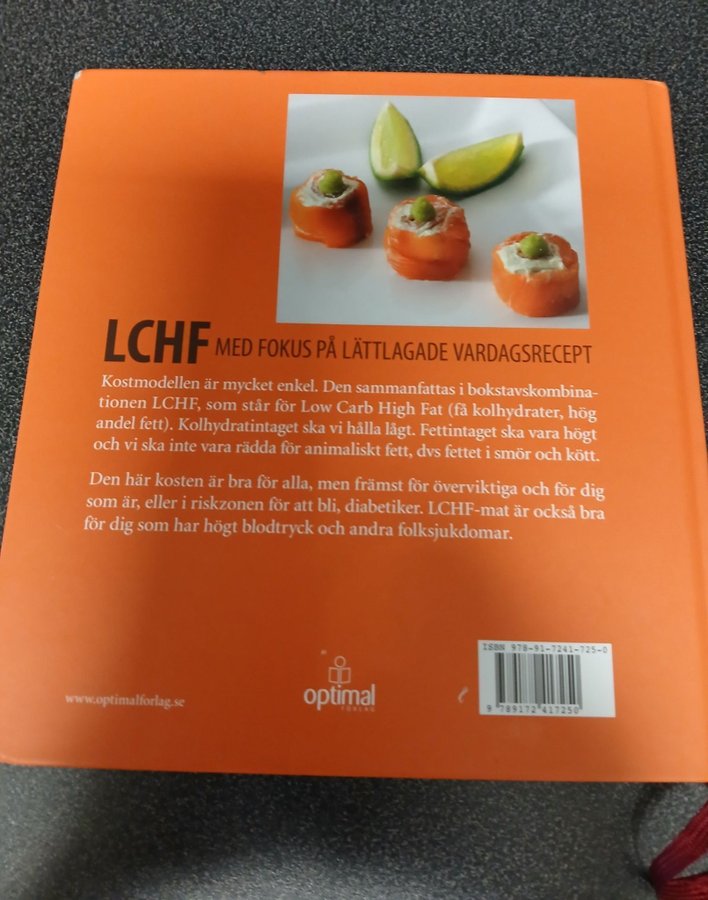 LCHF MED FOKUS PÅ LÄTTLAGADE VARDAGSRECEPT
Kostmodellen är mycket enkel. Den sammanfattas i bokstavskombina-
tionen LCHF, som står för Low Carb High Fat (få kolhydrater, hög
andel fett). Kolhydratintaget ska vi hålla lågt. Fettintaget ska vara högt
och vi ska inte vara rädda för animaliskt fett, dvs fettet i smör och kött.
Den här kosten är bra för alla, men främst för överviktiga och för dig
som är, eller i riskzonen för att bli, diabetiker. LCHF-mat är också bra
för dig som har högt blodtryck och andra folksjukdomar.
www.optimalforlag.se
optimal
FÖRLAG
ISBN 978-91-7241-725-0
9 789172 417250